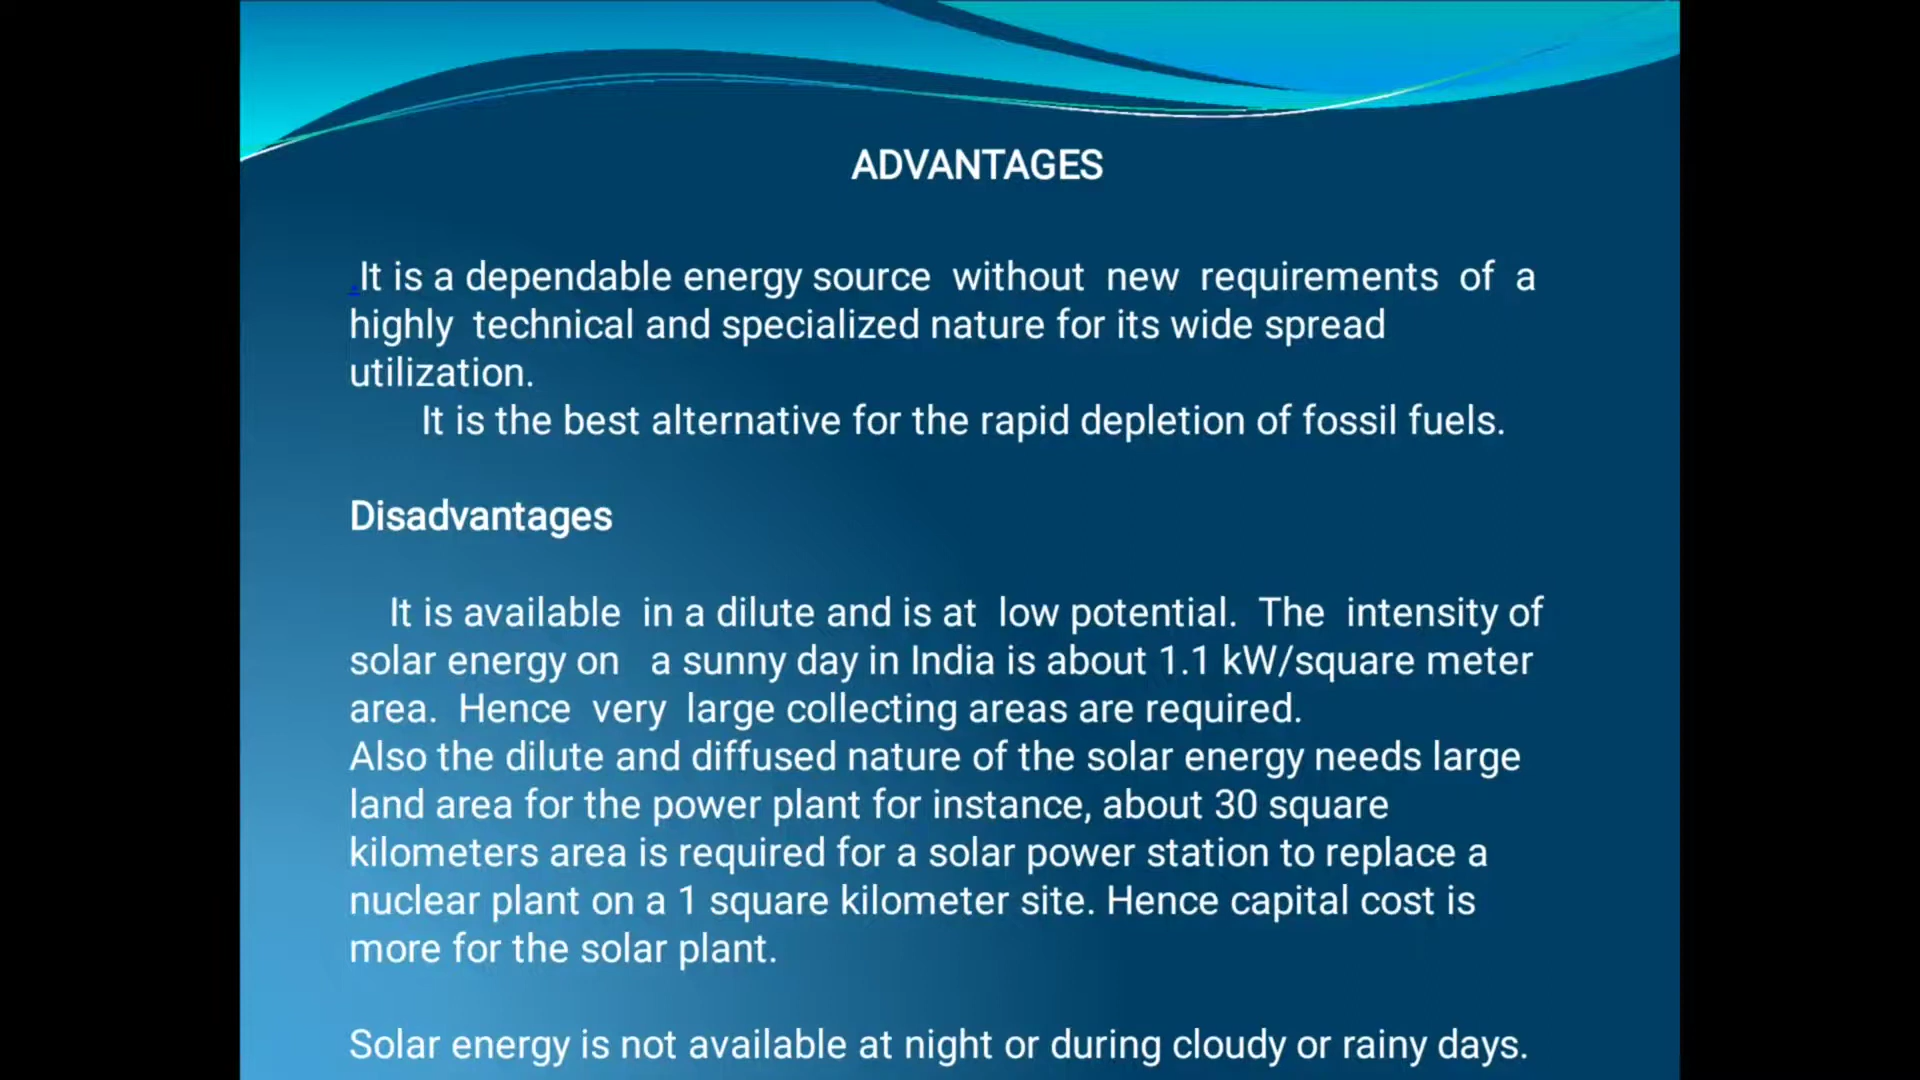 ADVANTAGES
.It is a dependable energy source without new requirements of a
highly technical and specialized nature for its wide spread
utilization.
It is the best alternative for the rapid depletion of fossil fuels.
Disadvantages
It is available in a dilute and is at low potential. The intensity of
solar energy on a sunny day in India is about 1.1 kW/square meter
area. Hence very large collecting areas are required.
Also the dilute and diffused nature of the solar energy needs large
land area for the power plant for instance, about 30 square
kilometers area is required for a solar power station to replace a
nuclear plant on a 1 square kilometer site. Hence capital cost is
more for the solar plant.
Solar energy is not available at night or during cloudy or rainy days.